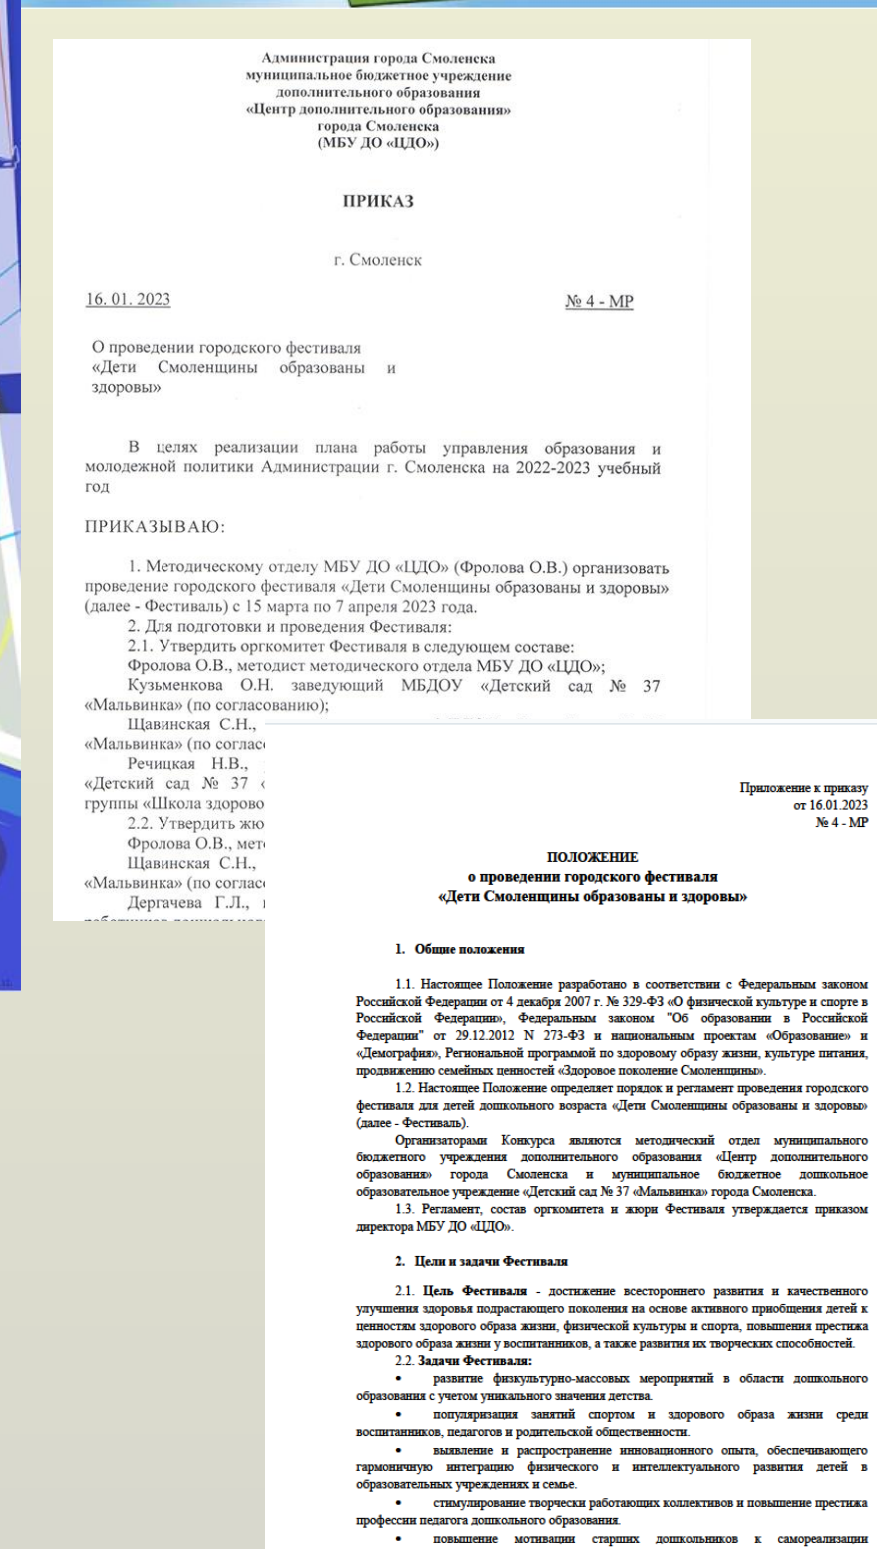 Администрация города Смоленска
муниципальное бюджетное учреждение
дополнительного образования
«Центр дополнительного образования»
города Смоленска
(МБУ ДО «ЦДО»)
ПРИКАЗ
г. Смоленск
16. 01. 2023 № 4 - МР
О проведении городского фестиваля
«Дети Смоленщины образованы и
здоровы»
В целях реализации плана работы управления образования и
молодежной политики Администрации г. Смоленска на 2022-2023 учебный
год
ПРИКАЗЫВАЮ:
1. Методическому отделу МБУ ДО «ЦДО» (Фролова О.В.) организовать
проведение городского фестиваля «Дети Смоленщины образованы и здоровы»
(далее - Фестиваль) с 15 марта по 7 апреля 2023 года.
2. Для подготовки и проведения Фестиваля:
2.1. Утвердить оргкомитет Фестиваля в следующем составе:
Фролова О.В., методист методического отдела МБУ ДО «ЦДО»;
Кузьменкова О.Н. заведующий МБДОУ «Детский сад № 37
«Мальвинка» (по согласованию);
Щавинская С.Н.,
«Мальвинка» (по соглас
Речицкая Н.В.,
«Детский сад № 37
группы «Школа здорово
2.2. Утвердить жю
Фролова О.В., мет
Щавинская С.Н.,
«Мальвинка» (по соглас
Дергачева Г.Л.,
Приложение к приказу
от 16.01.2023
№ 4 - МР
ПОЛОЖЕНИЕ
о проведении городского фестиваля
«Дети Смоленщины образованы и здоровы»
1. Общие положения
1.1. Настоящее Положение разработано в соответствии с Федеральным законом
Российской Федерации от 4 декабря 2007 г. № 329-ФЗ «О физической культуре и спорте в
Российской Федерации», Федеральным законом "Об образовании в Российской
Федерации" от 29.12.2012 N 273-ФЗ и национальным проектам «Образование» и
«Демография», Региональной программой по здоровому образу жизни, культуре питания,
продвижению семейных ценностей «Здоровое поколение Смоленщины».
1.2. Настоящее Положение определяет порядок и регламент проведения городского
фестиваля для детей дошкольного возраста «Дети Смоленщины образованы и здоровы»
(далее - Фестиваль).
Организаторами Конкурса являются методический отдел муниципального
бюджетного учреждения дополнительного образования «Центр дополнительного
образования» города Смоленска и муниципальное бюджетное дошкольное
образовательное учреждение «Детский сад № 37 «Мальвинка» города Смоленска.
1.3. Регламент, состав оргкомитета и жюри Фестиваля утверждается приказом
директора МБУ ДО «ЦДО».
2. Цели и задачи Фестиваля
2.1. Цель Фестиваля - достижение всестороннего развития и качественного
улучшения здоровья подрастающего поколения на основе активного приобщения детей к
ценностям здорового образа жизни, физической культуры и спорта, повышения престижа
здорового образа жизни у воспитанников, а также развития их творческих способностей.
2.2. Задачи Фестиваля:
• развитие физкультурно-массовых мероприятий в области дошкольного
образования с учетом уникального значения детства.
• популяризация занятий спортом и здорового образа жизни среди
воспитанников, педагогов и родительской общественности.
• выявление и распространение инновационного опыта, обеспечивающего
гармоничную интеграцию физического и интеллектуального развития детей в
образовательных учреждениях и семье.
• стимулирование творчески работающих коллективов и повышение престижа
профессии педагога дошкольного образования.
• повышение мотивации старших дошкольников к самореализации